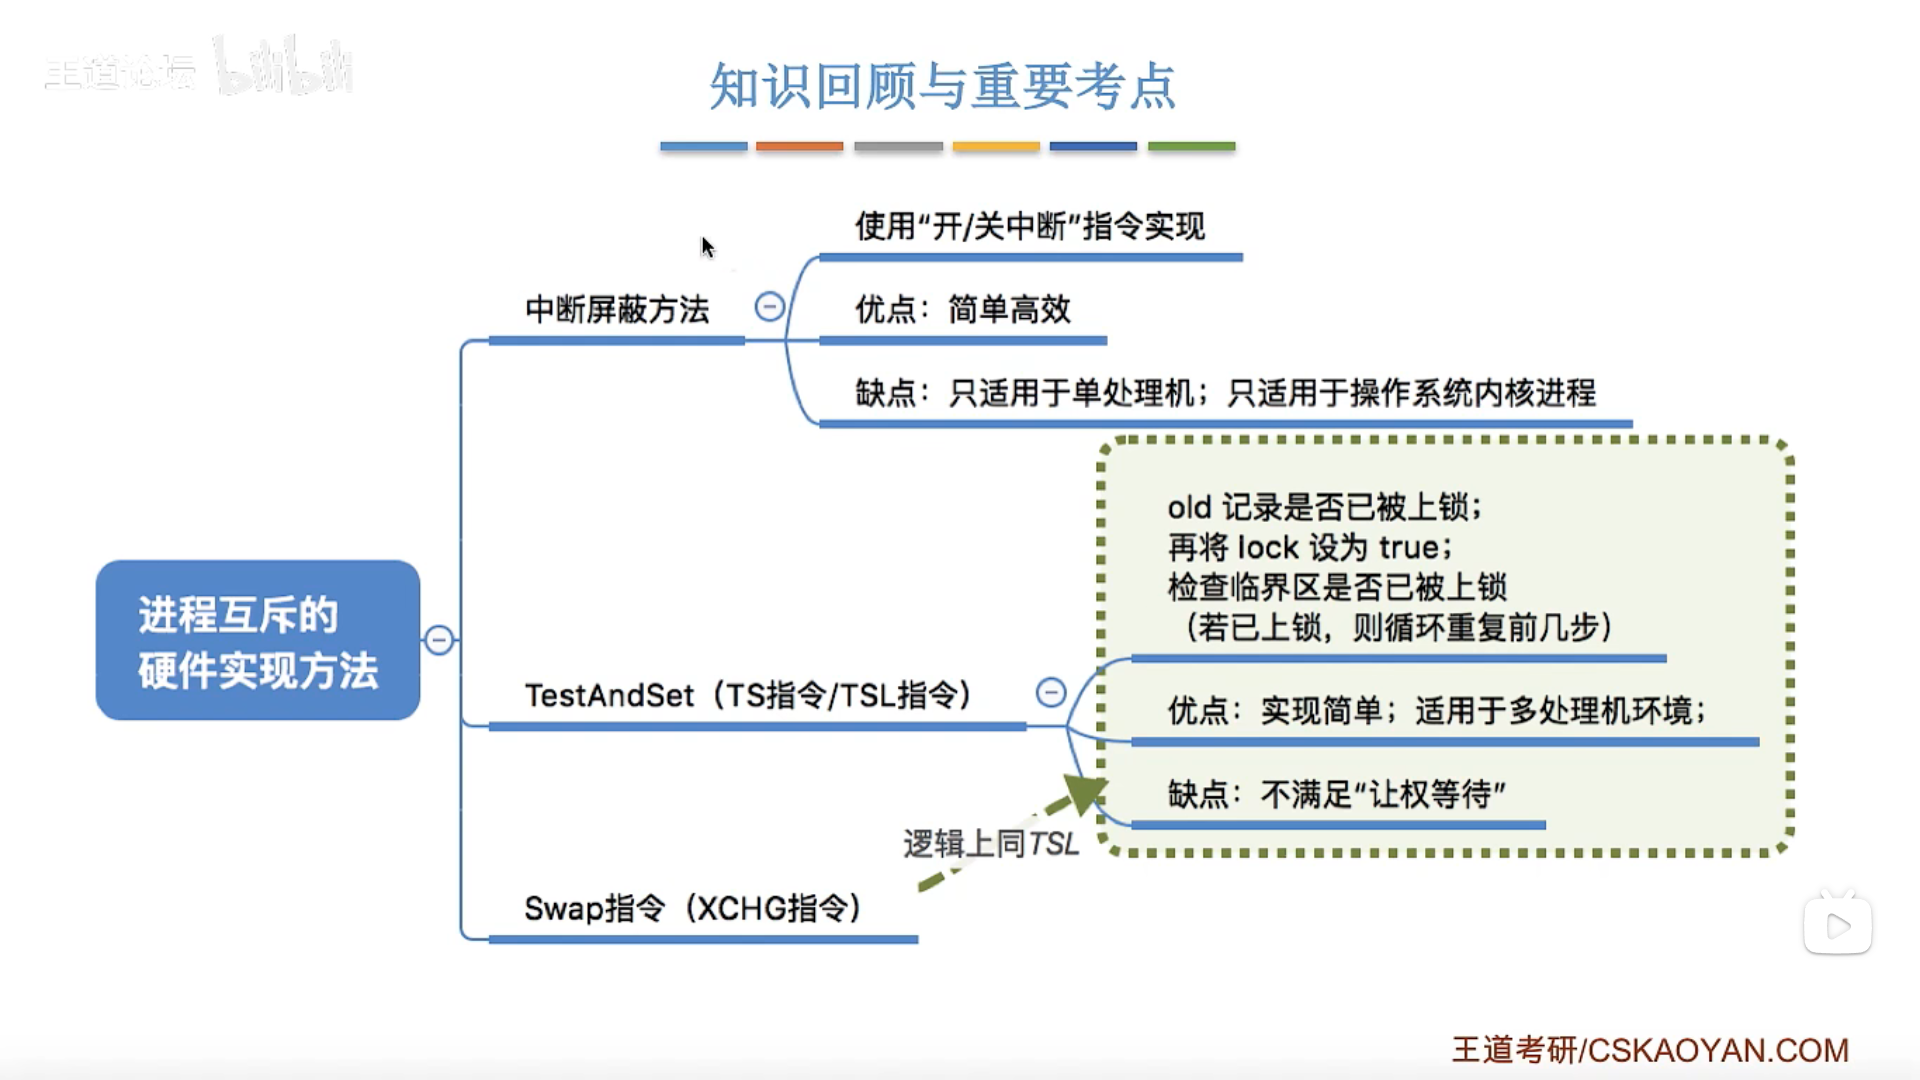 王道论坛 bilibili
知识回顾与重要考点
使用“开/关中断”指令实现
中断屏蔽方法
优点：简单高效
缺点：只适用于单处理机；只适用于操作系统内核进程
old 记录是否已被上锁；
再将 lock 设为 true；
检查临界区是否已被上锁
（若已上锁，则循环重复前几步）
进程互斥的
硬件实现方法
TestAndSet（TS指令/TSL指令）
优点：实现简单；适用于多处理机环境；
缺点：不满足“让权等待”
逻辑上同TSL
Swap指令（XCHG指令）
王道考研/CSKAOYAN.COM